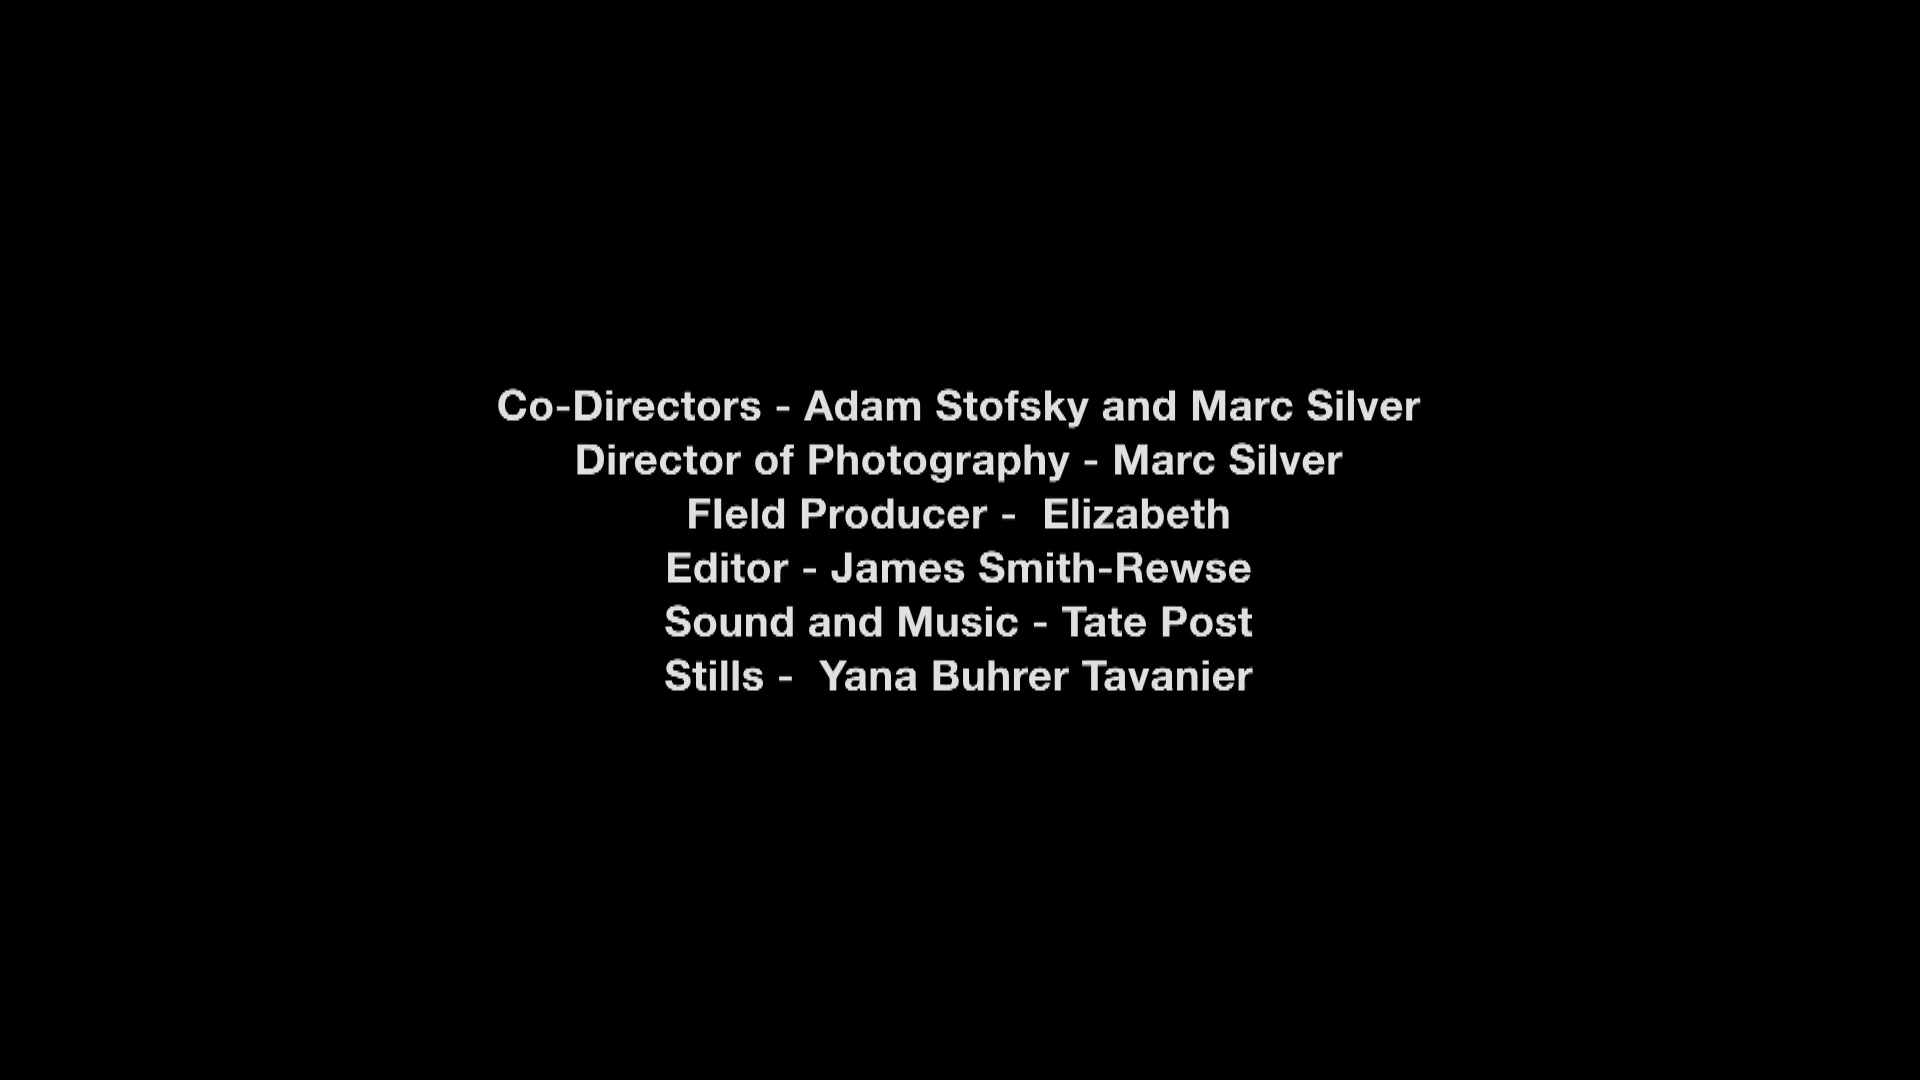 Co-Directors - Adam Stofsky and Marc Silver
Director of Photography - Marc Silver
FIeld Producer -  Elizabeth
Editor - James Smith-Rewse
Sound and Music - Tate Post
Stills -  Yana Buhrer Tavanier